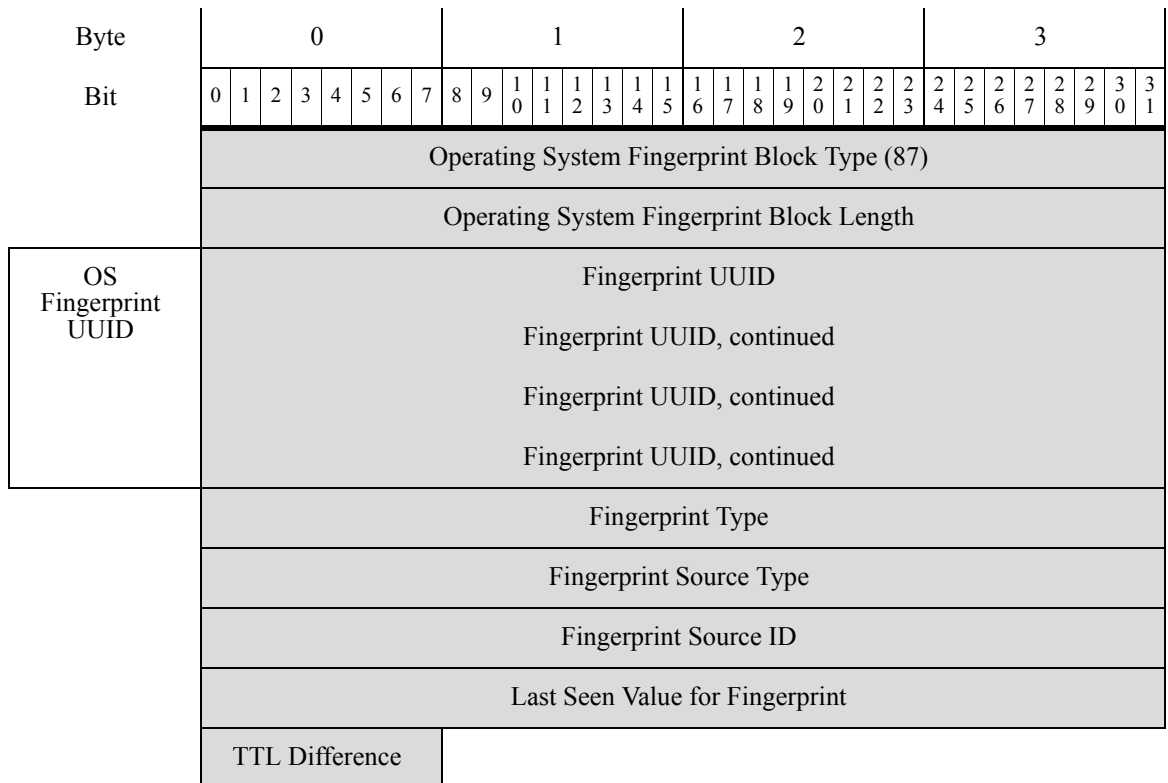 Byte 0 1 2 3
Bit 0 1 2 3 4 5 6 7 8 9 10 11 12 13 14 15 16 17 18 19 20 21 22 23 24 25 26 27 28 29 30 31
Operating System Fingerprint Block Type (87)
Operating System Fingerprint Block Length
OS
Fingerprint
UUID
Fingerprint UUID
Fingerprint UUID, continued
Fingerprint UUID, continued
Fingerprint UUID, continued
Fingerprint Type
Fingerprint Source Type
Fingerprint Source ID
Last Seen Value for Fingerprint
TTL Difference